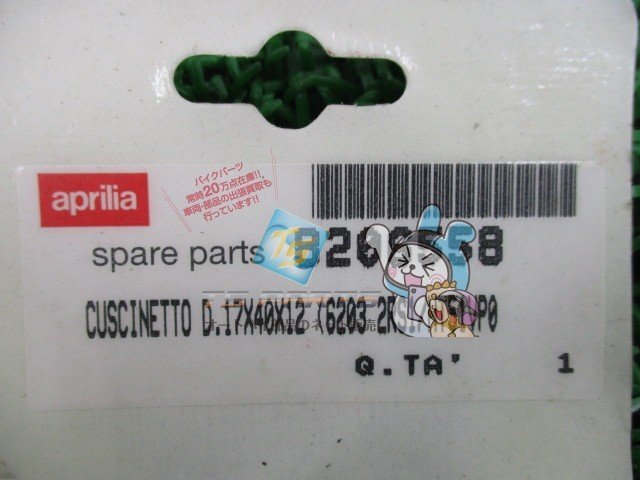 バイクパーツ
常時20万点在庫!!
車両・部品の出張買取も
行っています!!
aprilia
spare parts
CUSCINETTO D.17X40X12 (6203
Q.TA' 1